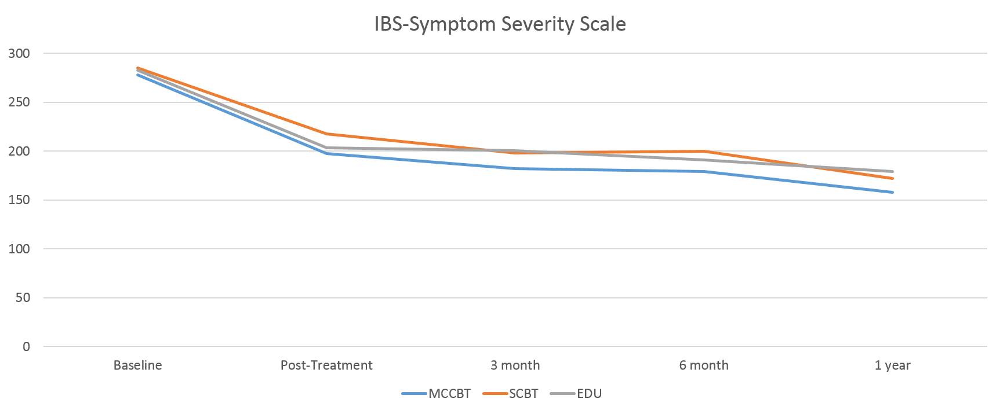 IBS-Symptom Severity Scale
300
250
200
150
100
50
0
Baseline Post-Treatment 3 month 6 month 1 year
MCCBT SCBT EDU